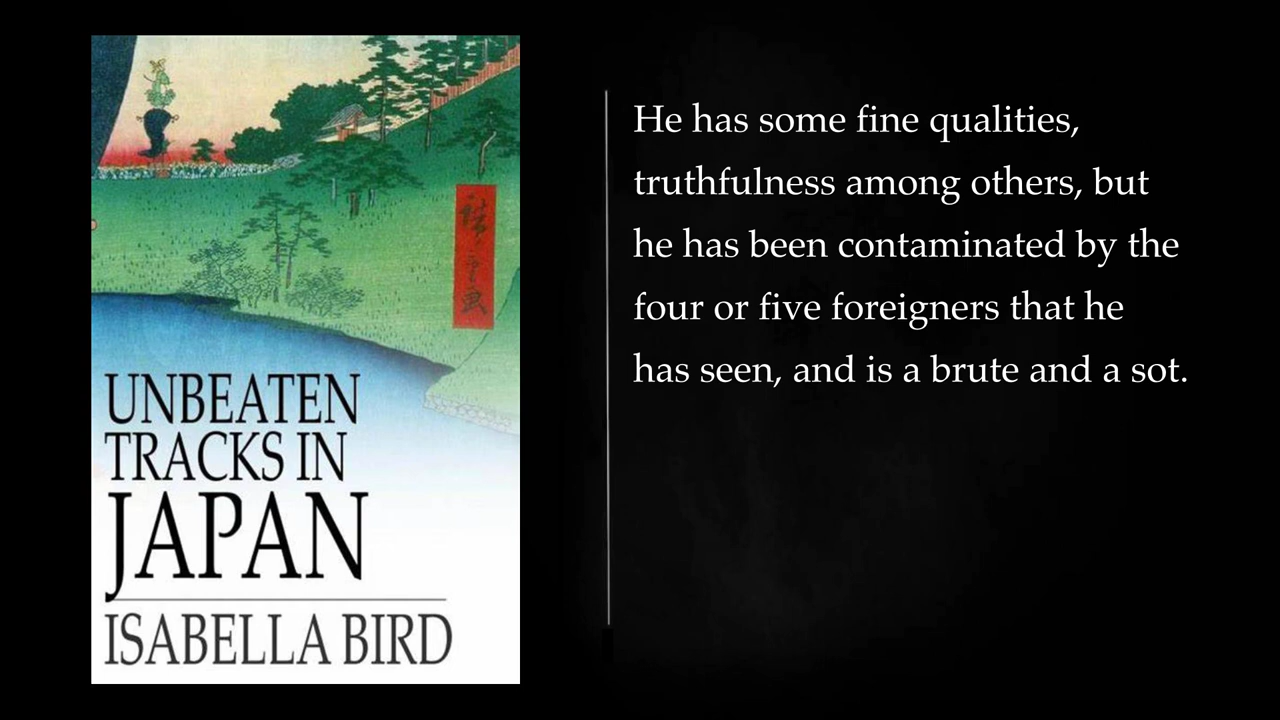 UNBEATEN
TRACKS IN
JAPAN
ISABELLA BIRD
He has some fine qualities,
truthfulness among others, but
he has been contaminated by the
four or five foreigners that he
has seen, and is a brute and a sot.